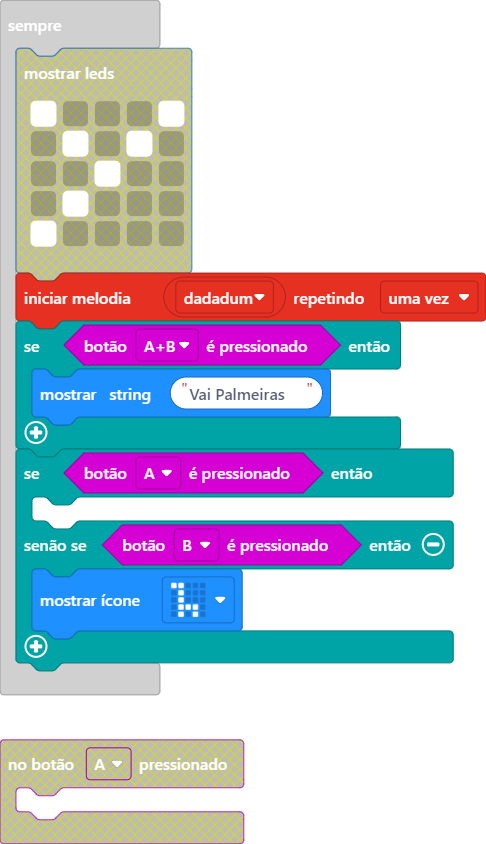 sempre
mostrar leds
iniciar melodia dadadum repetindo uma vez
se botão A+B é pressionado então
mostrar string "Vai Palmeiras "
se botão A é pressionado então
senão se botão B é pressionado então
mostrar ícone
no botão A pressionado